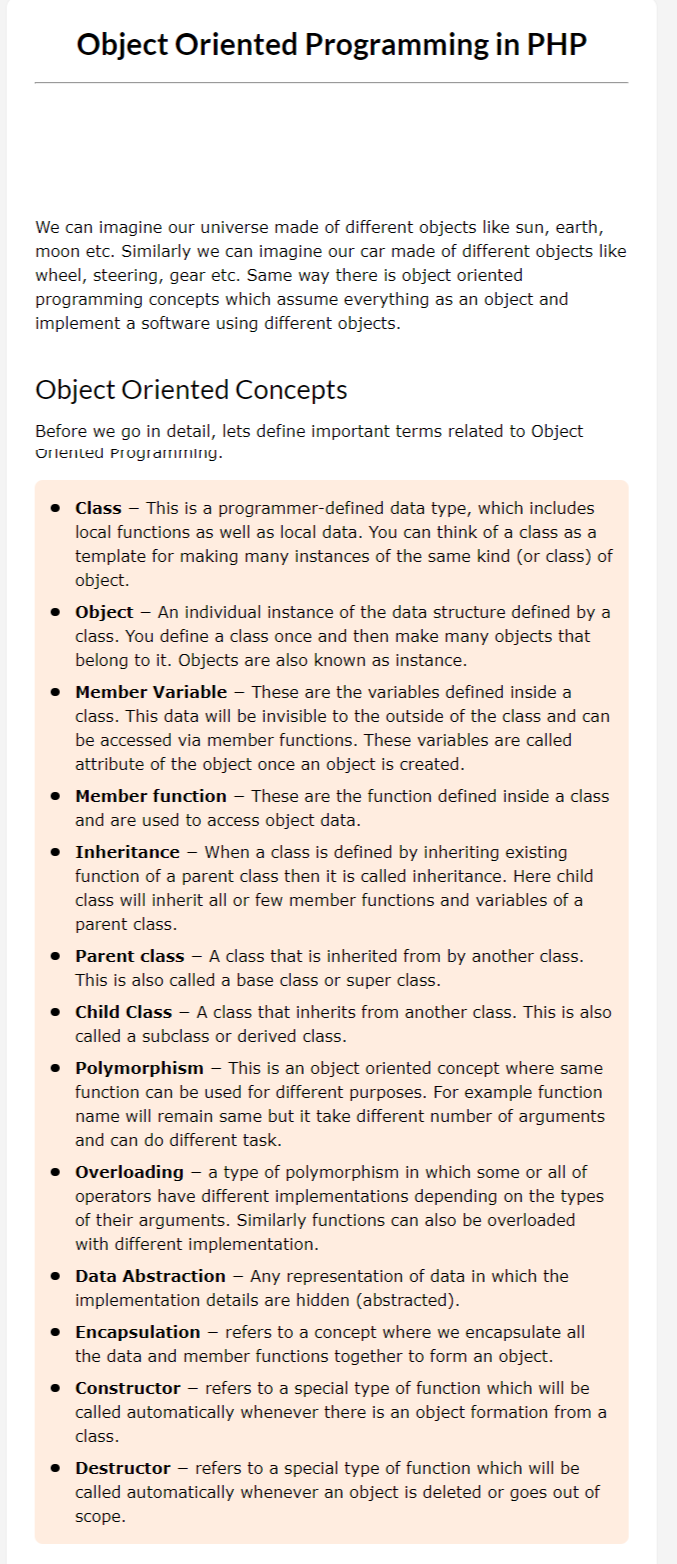 Object Oriented Programming in PHP
We can imagine our universe made of different objects like sun, earth,
moon etc. Similarly we can imagine our car made of different objects like
wheel, steering, gear etc. Same way there is object oriented
programming concepts which assume everything as an object and
implement a software using different objects.
Object Oriented Concepts
Before we go in detail, lets define important terms related to Object
Oriented Programming.
• Class − This is a programmer-defined data type, which includes
local functions as well as local data. You can think of a class as a
template for making many instances of the same kind (or class) of
object.
• Object − An individual instance of the data structure defined by a
class. You define a class once and then make many objects that
belong to it. Objects are also known as instance.
• Member Variable − These are the variables defined inside a
class. This data will be invisible to the outside of the class and can
be accessed via member functions. These variables are called
attribute of the object once an object is created.
• Member function − These are the function defined inside a class
and are used to access object data.
• Inheritance − When a class is defined by inheriting existing
function of a parent class then it is called inheritance. Here child
class will inherit all or few member functions and variables of a
parent class.
• Parent class − A class that is inherited from by another class.
This is also called a base class or super class.
• Child Class − A class that inherits from another class. This is also
called a subclass or derived class.
• Polymorphism − This is an object oriented concept where same
function can be used for different purposes. For example function
name will remain same but it take different number of arguments
and can do different task.
• Overloading − a type of polymorphism in which some or all of
operators have different implementations depending on the types
of their arguments. Similarly functions can also be overloaded
with different implementation.
• Data Abstraction − Any representation of data in which the
implementation details are hidden (abstracted).
• Encapsulation − refers to a concept where we encapsulate all
the data and member functions together to form an object.
• Constructor − refers to a special type of function which will be
called automatically whenever there is an object formation from a
class.
• Destructor − refers to a special type of function which will be
called automatically whenever an object is deleted or goes out of
scope.